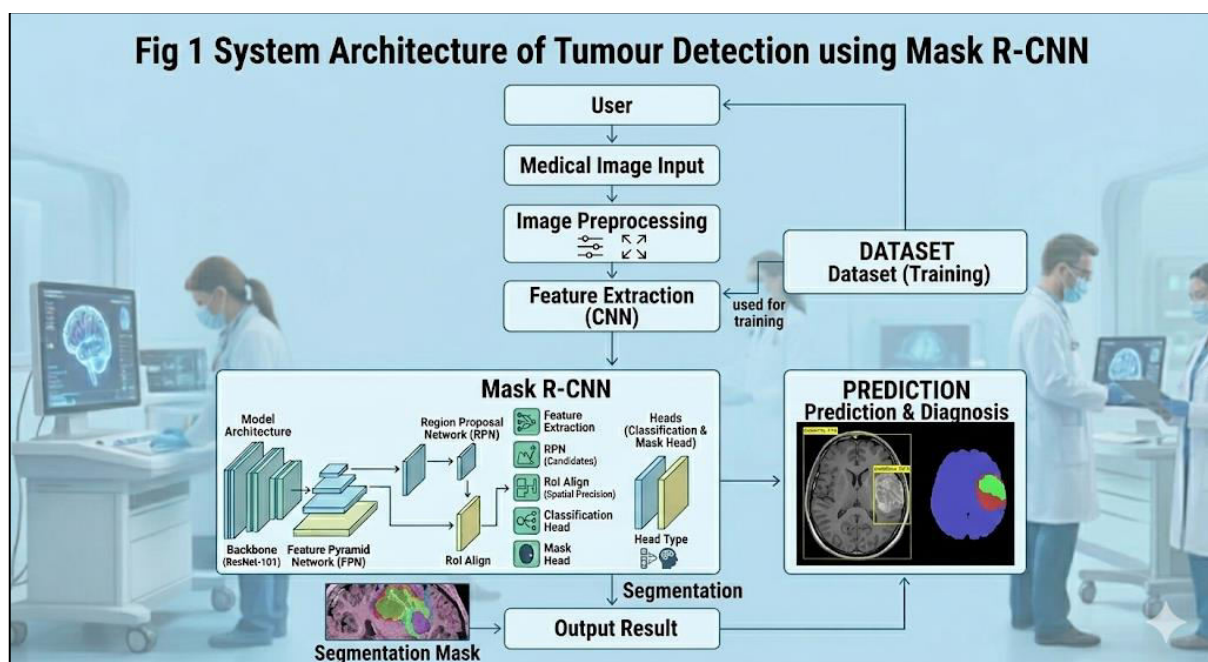 Fig 1 System Architecture of Tumour Detection using Mask R-CNN
User
Medical Image Input
Image Preprocessing
DATASET
Dataset (Training)
Feature Extraction
(CNN)
used for
training
Mask R-CNN
Model
Architecture
Backbone
(ResNet-101)
Feature Pyramid
Network (FPN)
Region Proposal
Network (RPN)
RoI Align
Feature
Extraction
RPN
(Candidates)
RoI Align
(Spatial Precision)
Classification
Head
Mask
Head
Heads
(Classification &
Mask Head)
Head Type
PREDICTION
Prediction & Diagnosis
Segmentation
Output Result
Segmentation Mask